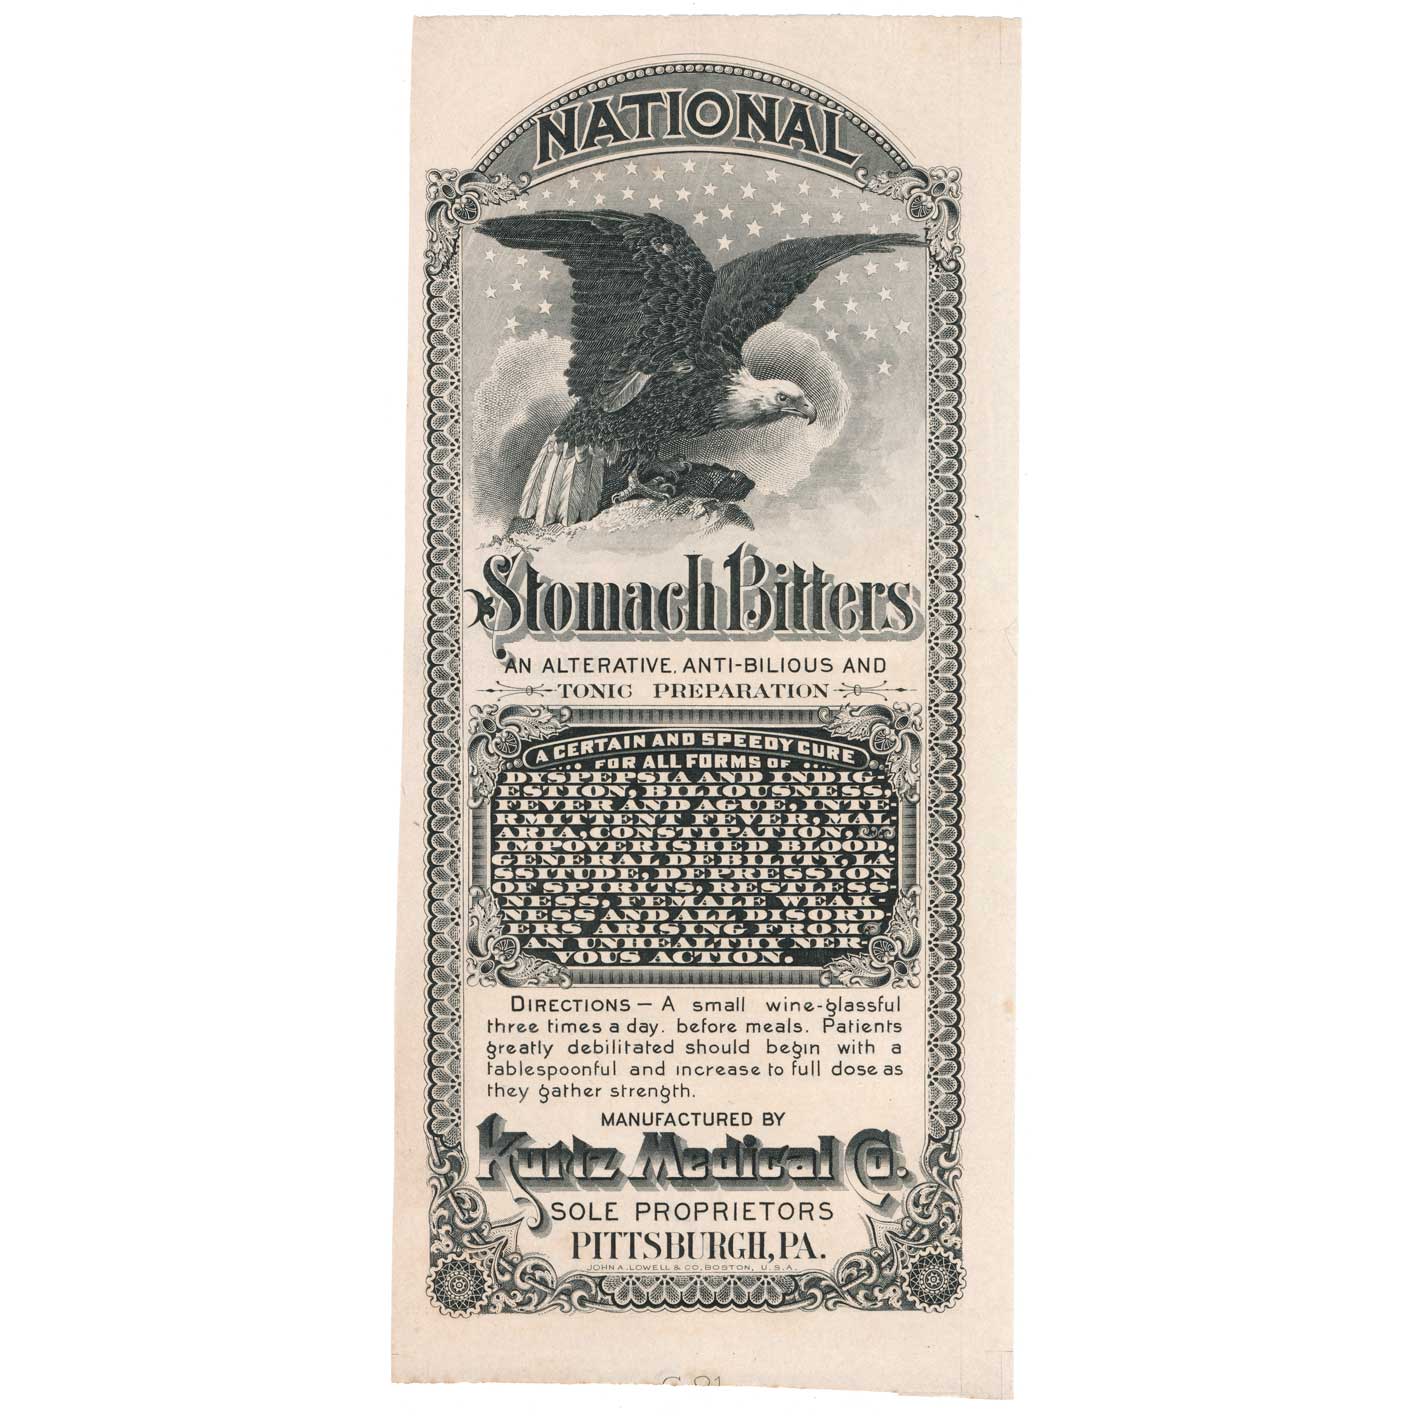 NATIONAL
Stomach Bitters
AN ALTERATIVE, ANTI-BILIOUS AND
TONIC PREPARATION
A CERTAIN AND SPEEDY CURE
.... FOR ALL FORMS OF ....
DYSPEPSIA AND INDIG-
ESTION, BILIOUSNESS,
FEVER AND AGUE, INTE
RMITTENT FEVER, MAL
ARIA, CONSTIPATION,
IMPOVERISHED BLOOD,
GENERAL DEBILITY, LA-
SSITUDE, DEPRESSION
OF SPIRITS, RESTLESS-
NESS, FEMALE WEAK-
NESS AND ALL DISORD
ERS ARISING FROM
AN UNHEALTHY NER-
VOUS ACTION.
DIRECTIONS — A small wine-glassful
three times a day. before meals. Patients
greatly debilitated should begin with a
tablespoonful and increase to full dose as
they gather strength.
MANUFACTURED BY
Kurtz Medical Co.
SOLE PROPRIETORS
PITTSBURGH, PA.
JOHN A. LOWELL & CO, BOSTON, U.S.A.